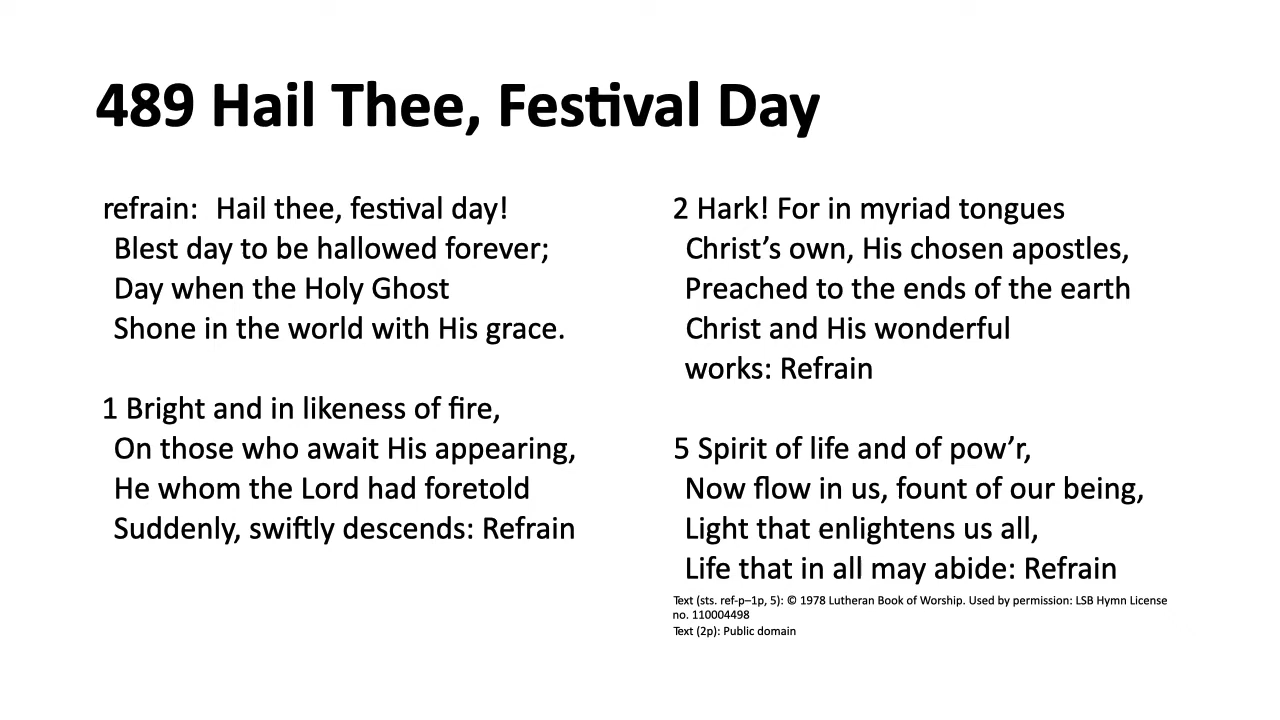 489 Hail Thee, Festival Day
refrain: Hail thee, festival day!
Blest day to be hallowed forever;
Day when the Holy Ghost
Shone in the world with His grace.
1 Bright and in likeness of fire,
On those who await His appearing,
He whom the Lord had foretold
Suddenly, swiftly descends: Refrain
2 Hark! For in myriad tongues
Christ’s own, His chosen apostles,
Preached to the ends of the earth
Christ and His wonderful
works: Refrain
5 Spirit of life and of pow’r,
Now flow in us, fount of our being,
Light that enlightens us all,
Life that in all may abide: Refrain
Text (sts. ref-p–1p, 5): © 1978 Lutheran Book of Worship. Used by permission: LSB Hymn License
no. 110004498
Text (2p): Public domain